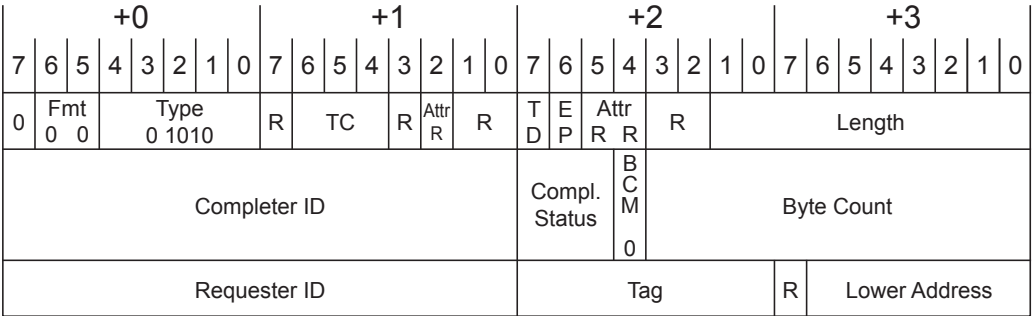 +0 +1 +2 +3
7 6 5 4 3 2 1 0 7 6 5 4 3 2 1 0 7 6 5 4 3 2 1 0 7 6 5 4 3 2 1 0
0 Fmt 0 0 Type 0 1010 R TC R Attr R R T D E P Attr R R R Length
Completer ID Compl. Status BCM 0 Byte Count
Requester ID Tag R Lower Address